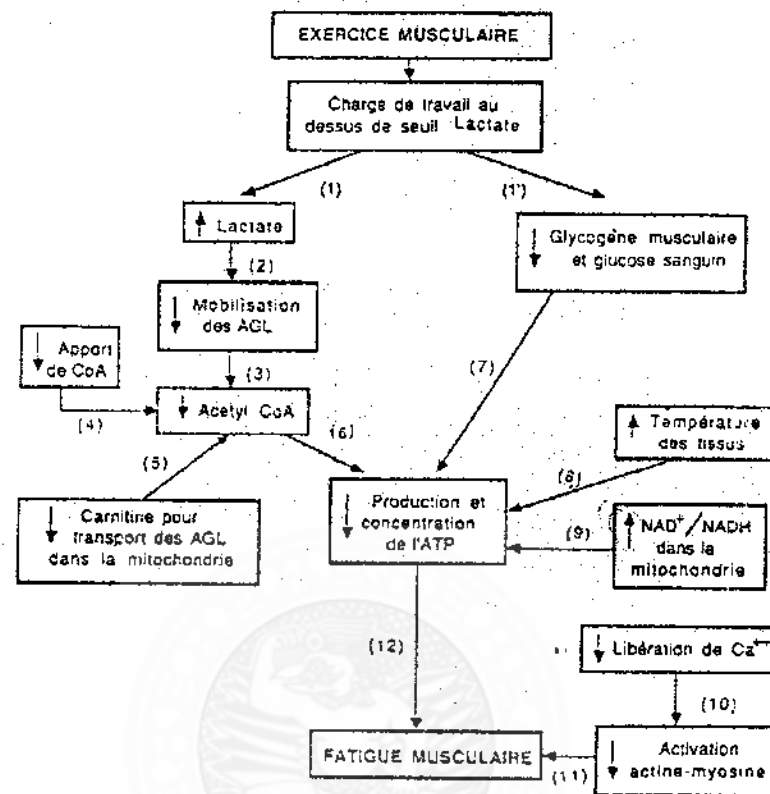 EXERCICE MUSCULAIRE
Charge de travail au
dessus de seuil Lactate
(1)
(1')
↑ Lactate
↓ Glycogène musculaire
et glucose sanguin
(2)
↓ Mobilisation
des AGL
↓ Apport
de CoA
(3)
(7)
↓ Acetyl CoA
(4)
(6)
↑ Température
des tissus
(5)
(8)
↓ Carnitine pour
transport des AGL
dans la mitochondrie
↓ Production et
concentration
de l'ATP
(9)
↑ NAD⁺/NADH
dans la
mitochondrie
(12)
↓ Libération de Ca⁺⁺
(10)
FATIGUE MUSCULAIRE
(11)
↓ Activation
actine-myosine